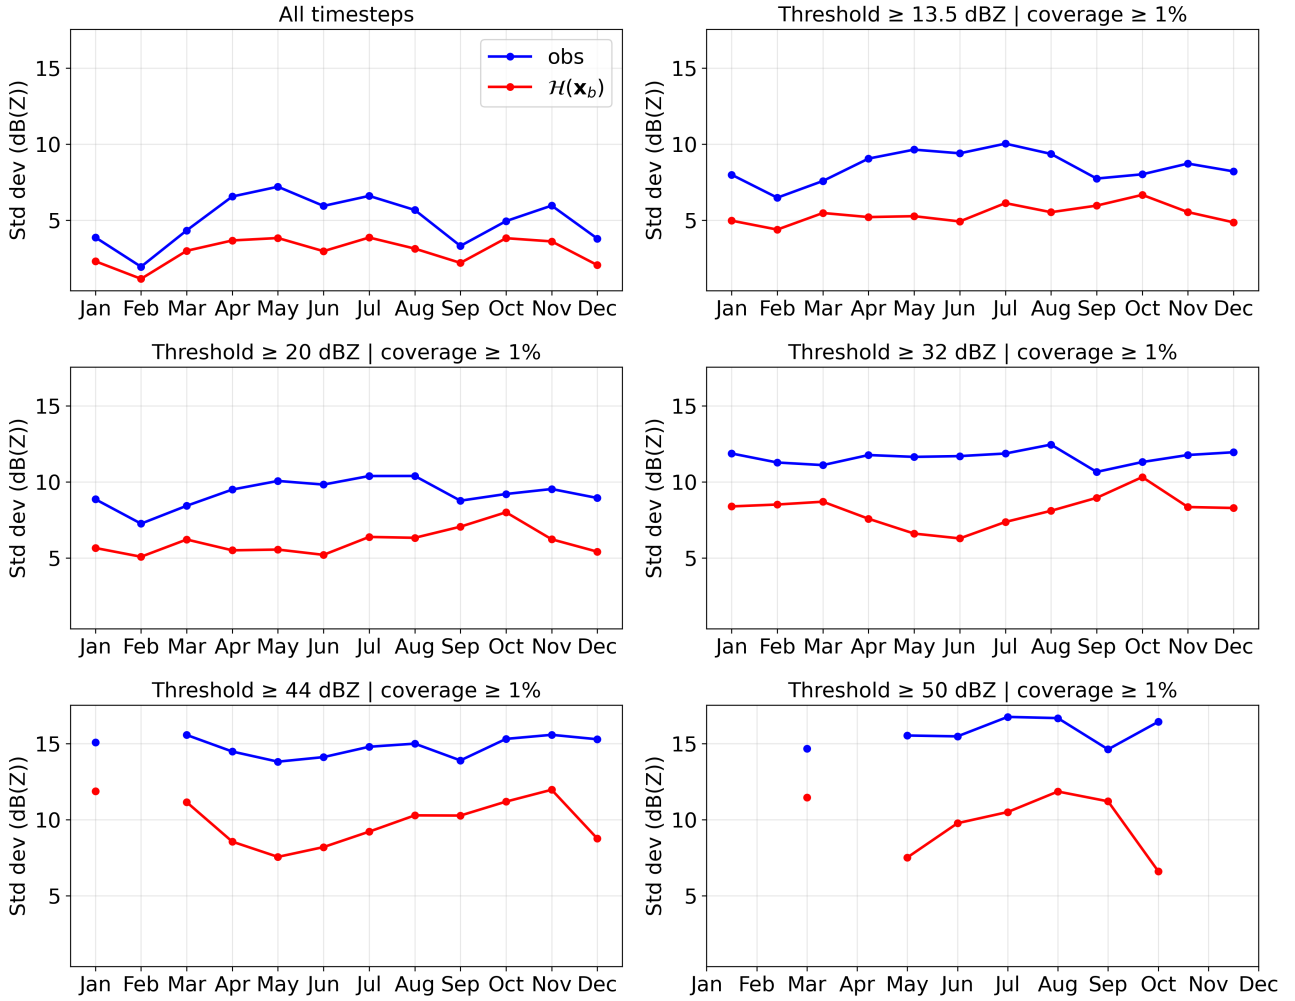 All timesteps
Std dev (dB(Z))
15
10
5
obs
ℋ(𝐱_b)
Jan Feb Mar Apr May Jun Jul Aug Sep Oct Nov Dec
Threshold ≥ 13.5 dBZ | coverage ≥ 1%
Std dev (dB(Z))
15
10
5
Jan Feb Mar Apr May Jun Jul Aug Sep Oct Nov Dec
Threshold ≥ 20 dBZ | coverage ≥ 1%
Std dev (dB(Z))
15
10
5
Jan Feb Mar Apr May Jun Jul Aug Sep Oct Nov Dec
Threshold ≥ 32 dBZ | coverage ≥ 1%
Std dev (dB(Z))
15
10
5
Jan Feb Mar Apr May Jun Jul Aug Sep Oct Nov Dec
Threshold ≥ 44 dBZ | coverage ≥ 1%
Std dev (dB(Z))
15
10
5
Jan Feb Mar Apr May Jun Jul Aug Sep Oct Nov Dec
Threshold ≥ 50 dBZ | coverage ≥ 1%
Std dev (dB(Z))
15
10
5
Jan Feb Mar Apr May Jun Jul Aug Sep Oct Nov Dec